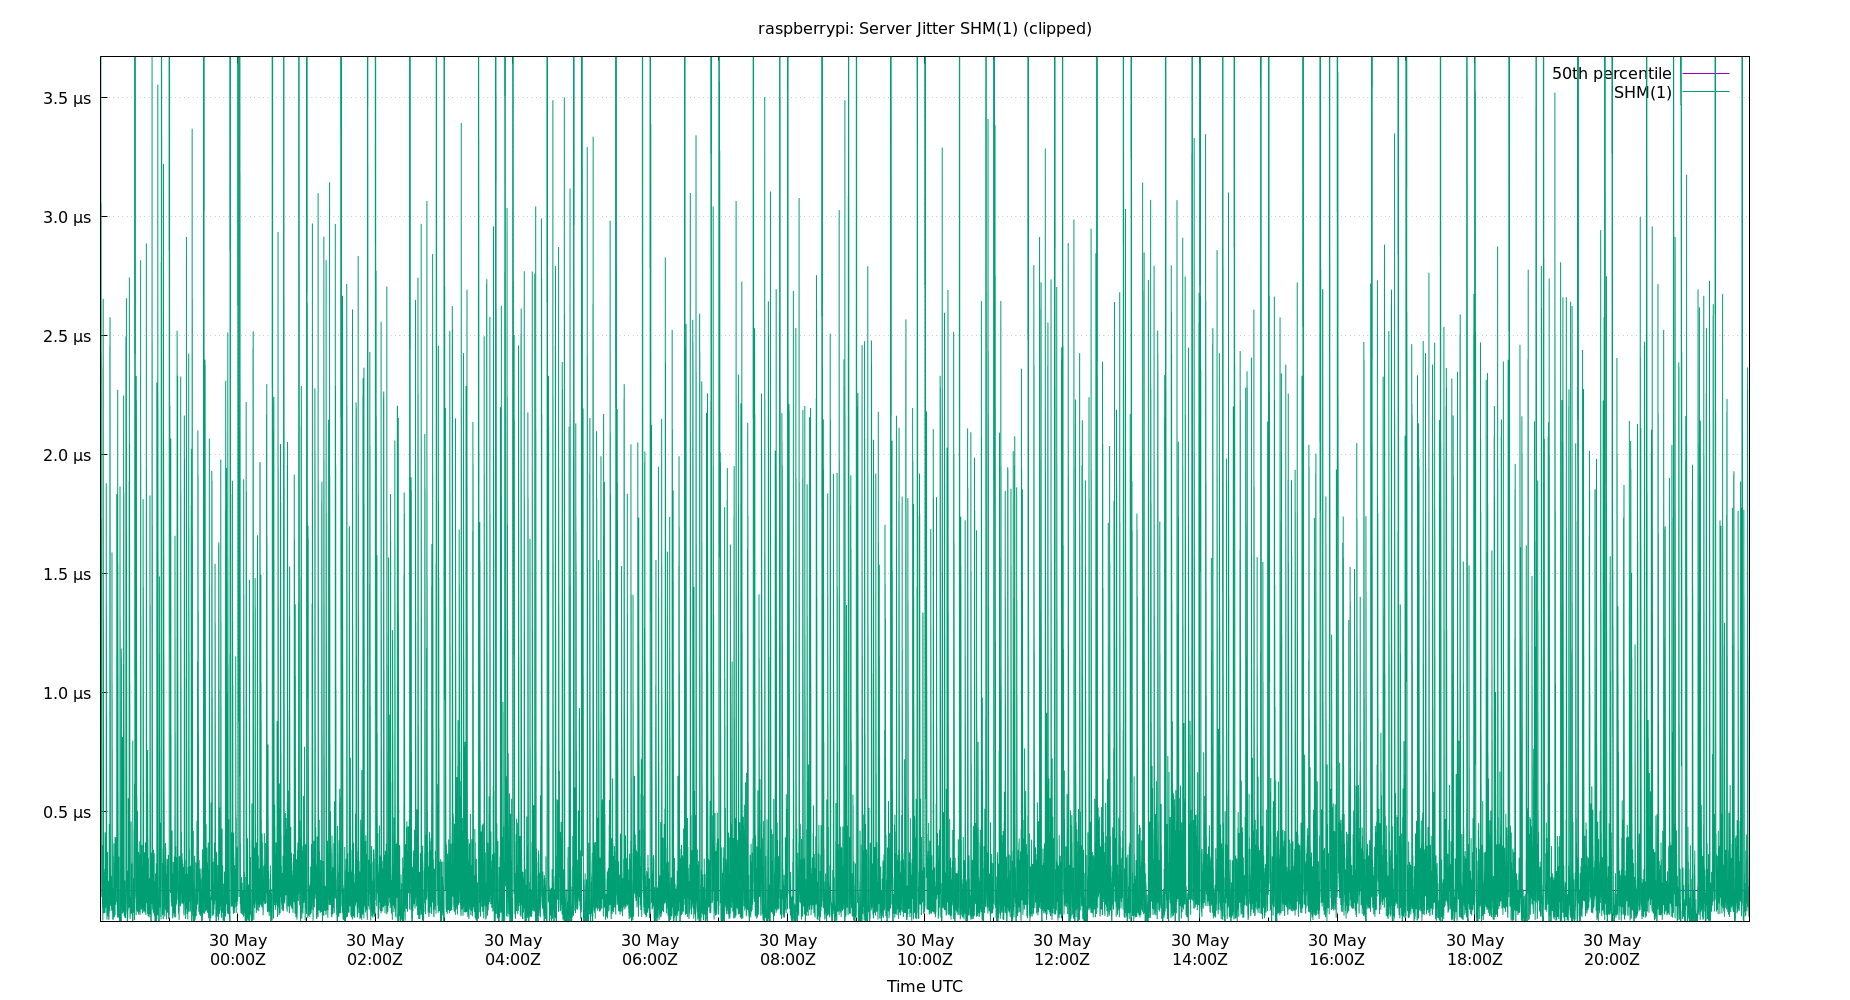 raspberrypi: Server Jitter SHM(1) (clipped)
50th percentile
SHM(1)
3.5 µs
3.0 µs
2.5 µs
2.0 µs
1.5 µs
1.0 µs
0.5 µs
30 May 30 May 30 May 30 May 30 May 30 May 30 May 30 May 30 May 30 May 30 May
00:00Z 02:00Z 04:00Z 06:00Z 08:00Z 10:00Z 12:00Z 14:00Z 16:00Z 18:00Z 20:00Z
Time UTC